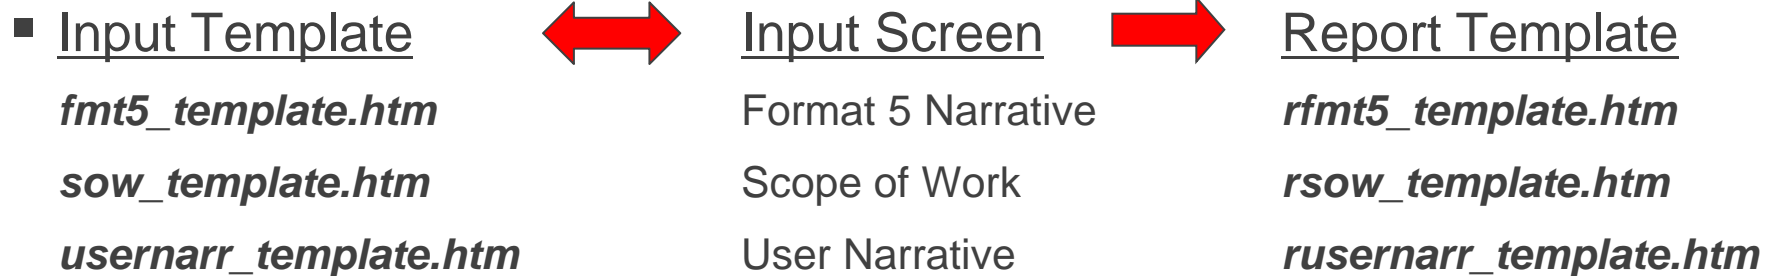 ▪ Input Template Input Screen Report Template
fmt5_template.htm Format 5 Narrative rfmt5_template.htm
sow_template.htm Scope of Work rsow_template.htm
usernarr_template.htm User Narrative rusernarr_template.htm